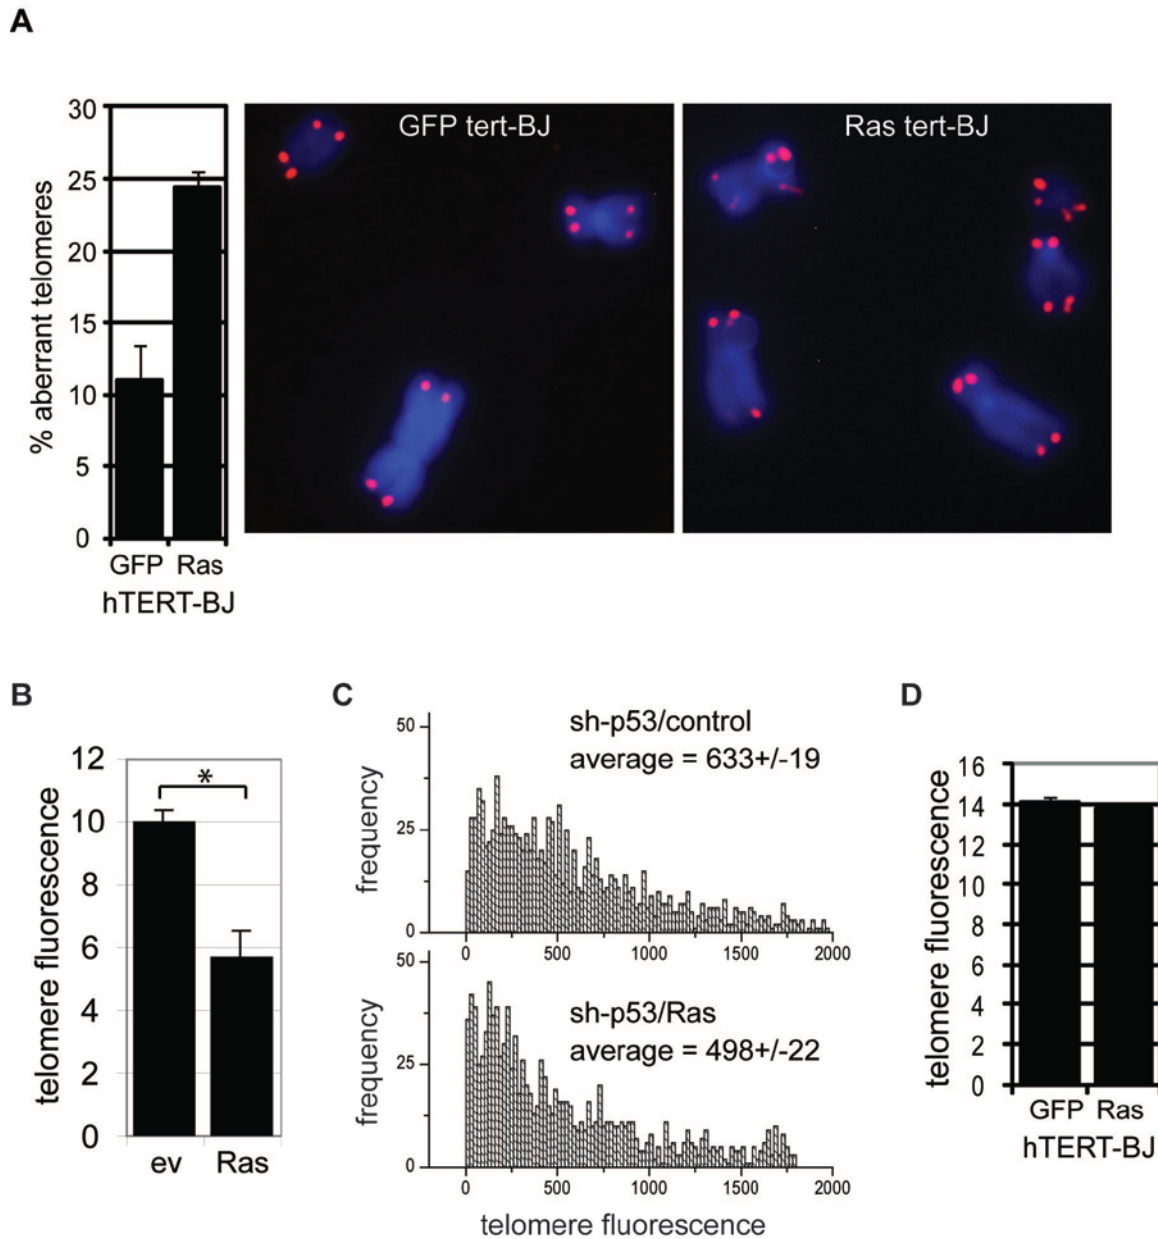 A
30
25
20
15
10
5
0
% aberrant telomeres
GFP Ras
hTERT-BJ
GFP tert-BJ
Ras tert-BJ
B
12
10
8
6
4
2
0
telomere fluorescence
*
ev Ras
C
50
25
0
frequency
sh-p53/control
average = 633+/-19
0 500 1000 1500 2000
50
25
0
frequency
sh-p53/Ras
average = 498+/-22
0 500 1000 1500 2000
telomere fluorescence
D
16
14
12
10
14
8
6
4
2
0
telomere fluorescence
GFP Ras
hTERT-BJ